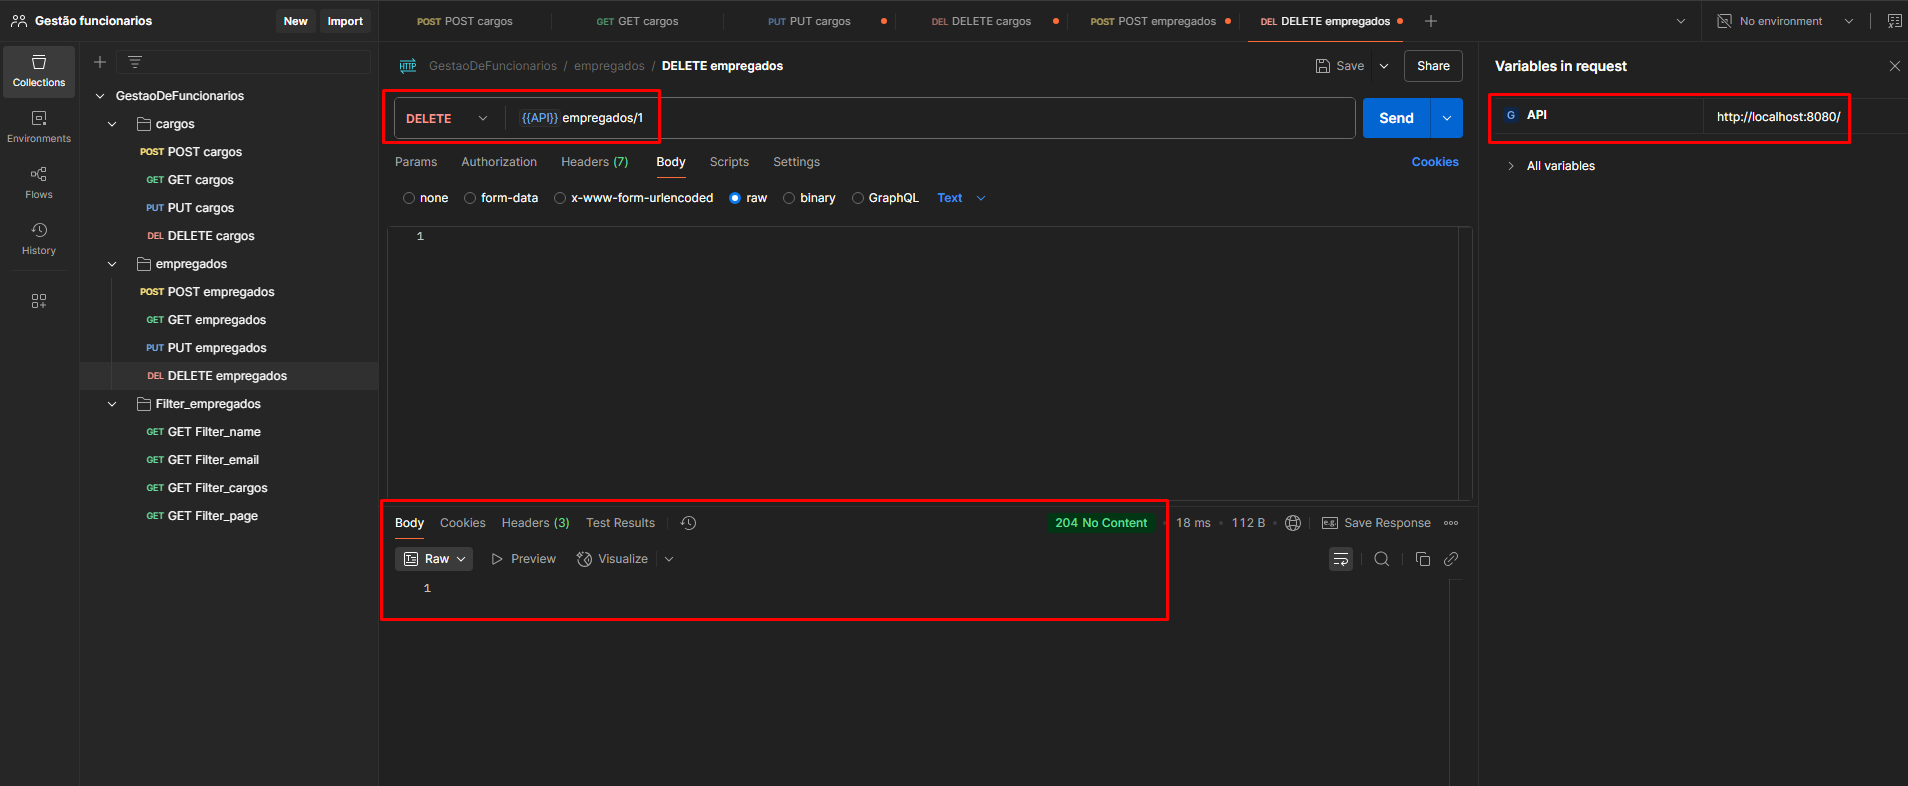 Gestão funcionarios
New
Import
POST POST cargos
GET GET cargos
PUT PUT cargos
DEL DELETE cargos
POST POST empregados
DEL DELETE empregados
No environment
Collections
Environments
Flows
History
GestaoDeFuncionarios
cargos
POST POST cargos
GET GET cargos
PUT PUT cargos
DEL DELETE cargos
empregados
POST POST empregados
GET GET empregados
PUT PUT empregados
DEL DELETE empregados
Filter_empregados
GET GET Filter_name
GET GET Filter_email
GET GET Filter_cargos
GET GET Filter_page
HTTP GestaoDeFuncionarios / empregados / DELETE empregados
Save
Share
DELETE {{API}} empregados/1
Send
Params Authorization Headers (7) Body Scripts Settings
Cookies
none form-data x-www-form-urlencoded raw binary GraphQL Text
1
Body Cookies Headers (3) Test Results
204 No Content • 18 ms • 112 B
e.g. Save Response
Raw Preview Visualize
1
Variables in request
G API http://localhost:8080/
All variables